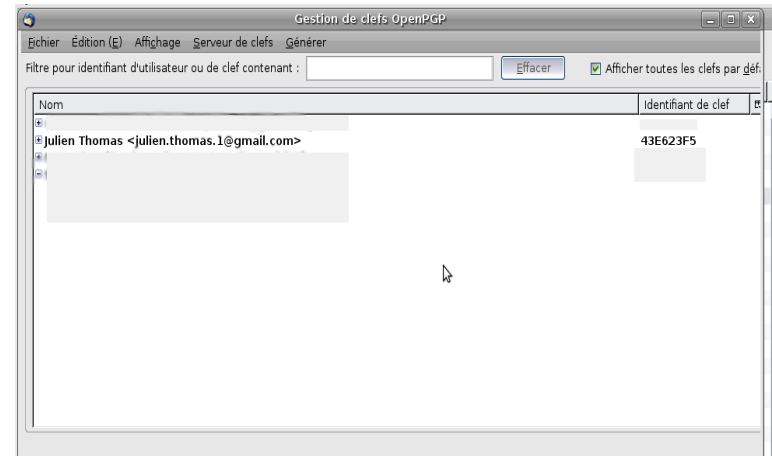 Gestion de clefs OpenPGP
Fichier Édition (E) Affichage Serveur de clefs Générer
Filtre pour identifiant d'utilisateur ou de clef contenant : Effacer Afficher toutes les clefs par défa
Nom Identifiant de clef
Julien Thomas <julien.thomas.1@gmail.com> 43E623F5